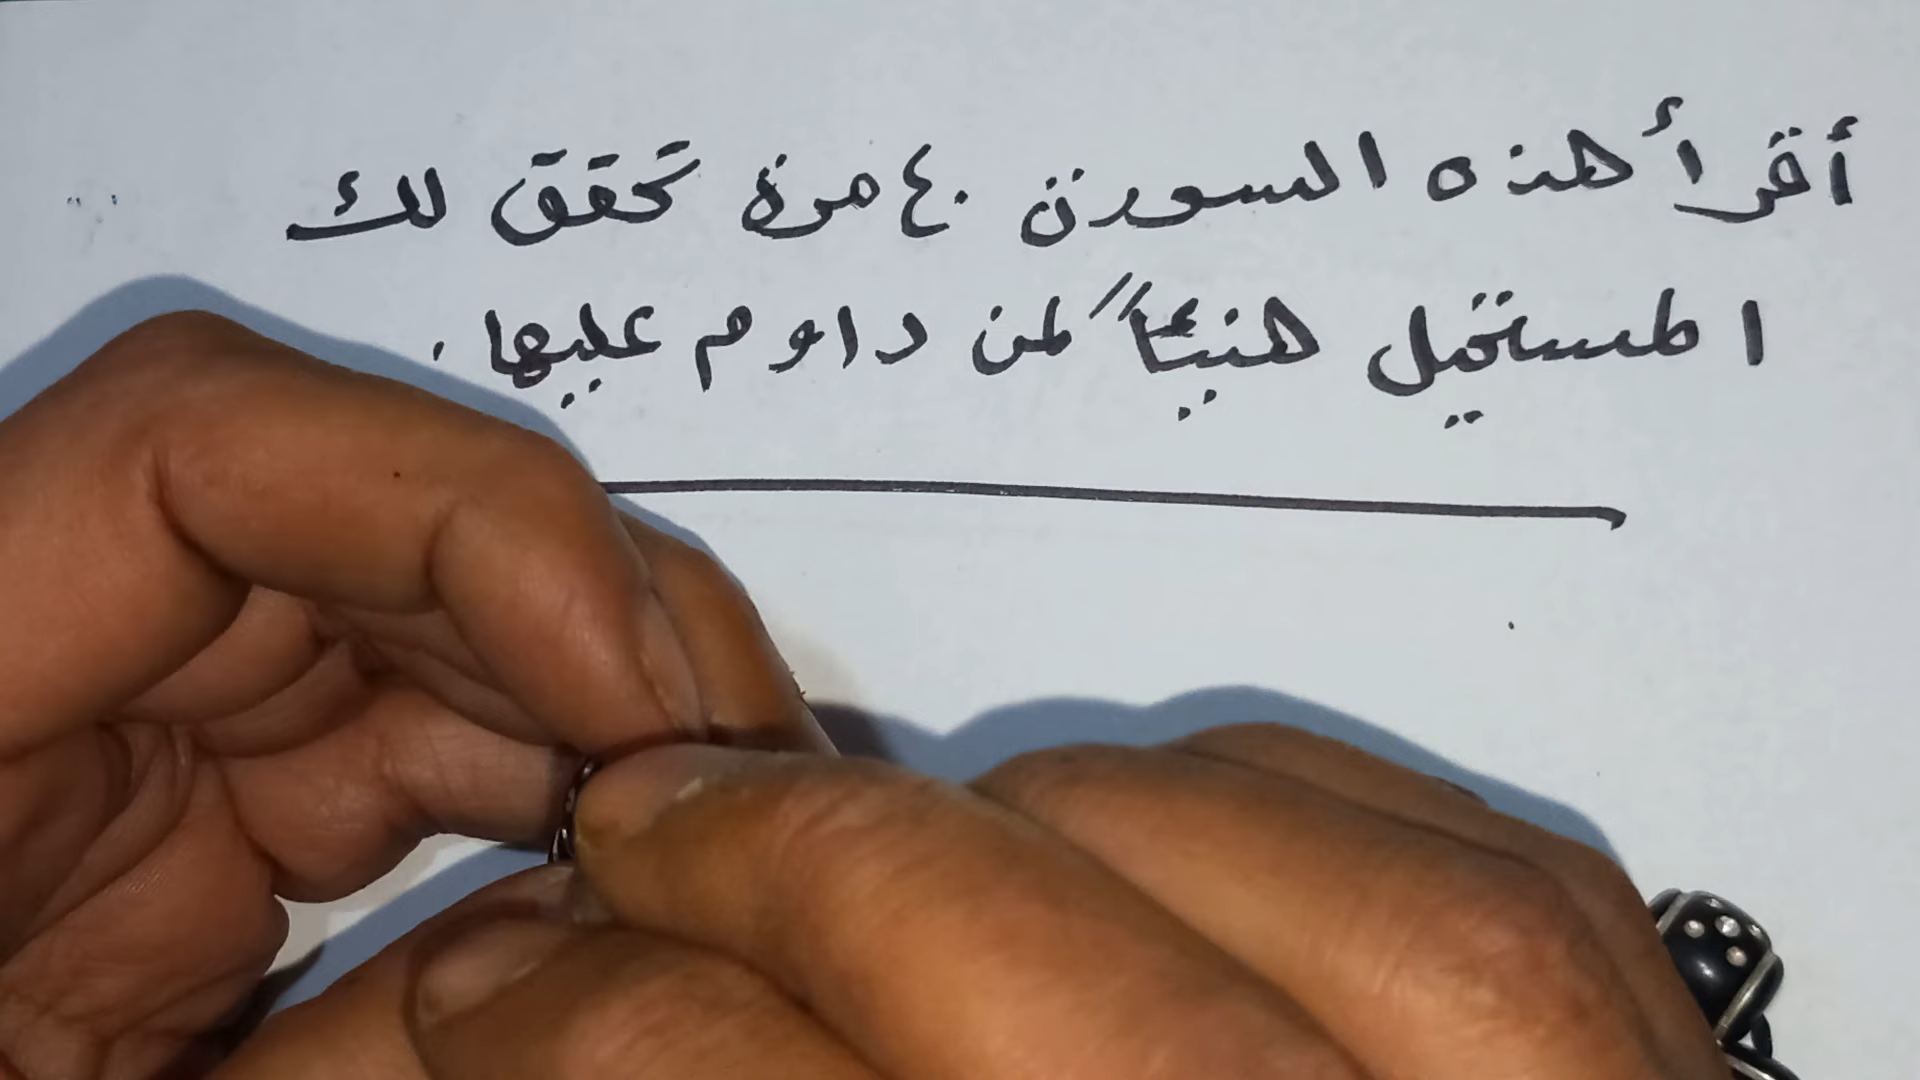 أقرأ هذه السورة ٤٠ مرة تحقق لك
المستحيل هنيئاً لمن داوم عليها .